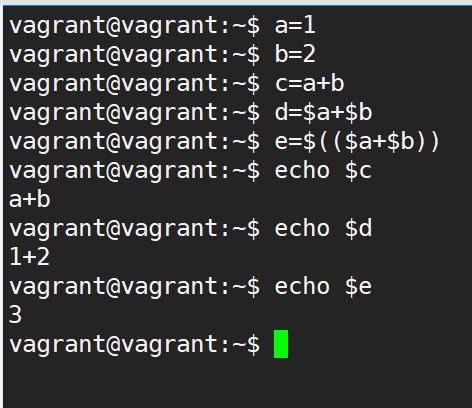 vagrant@vagrant:~$ a=1
vagrant@vagrant:~$ b=2
vagrant@vagrant:~$ c=a+b
vagrant@vagrant:~$ d=$a+$b
vagrant@vagrant:~$ e=$(($a+$b))
vagrant@vagrant:~$ echo $c
a+b
vagrant@vagrant:~$ echo $d
1+2
vagrant@vagrant:~$ echo $e
3
vagrant@vagrant:~$